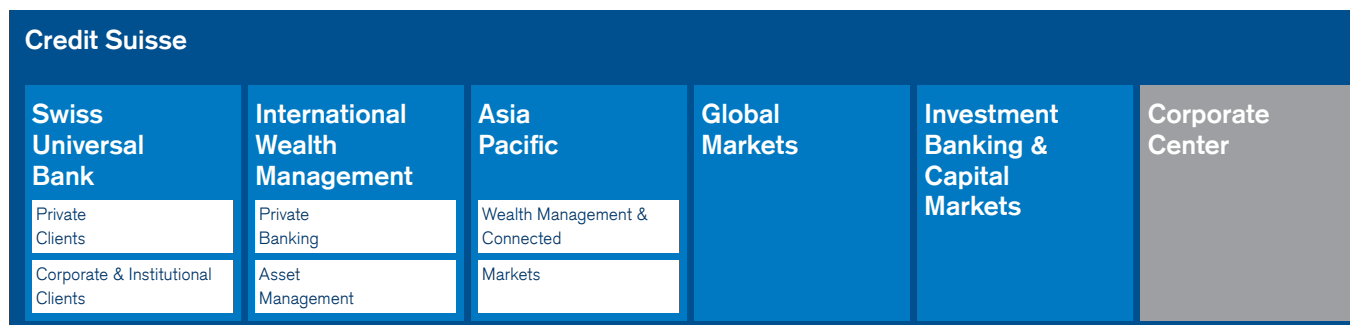 Credit Suisse
Swiss
Universal
Bank
Private
Clients
Corporate & Institutional
Clients
International
Wealth
Management
Private
Banking
Asset
Management
Asia
Pacific
Wealth Management &
Connected
Markets
Global
Markets
Investment
Banking &
Capital
Markets
Corporate
Center